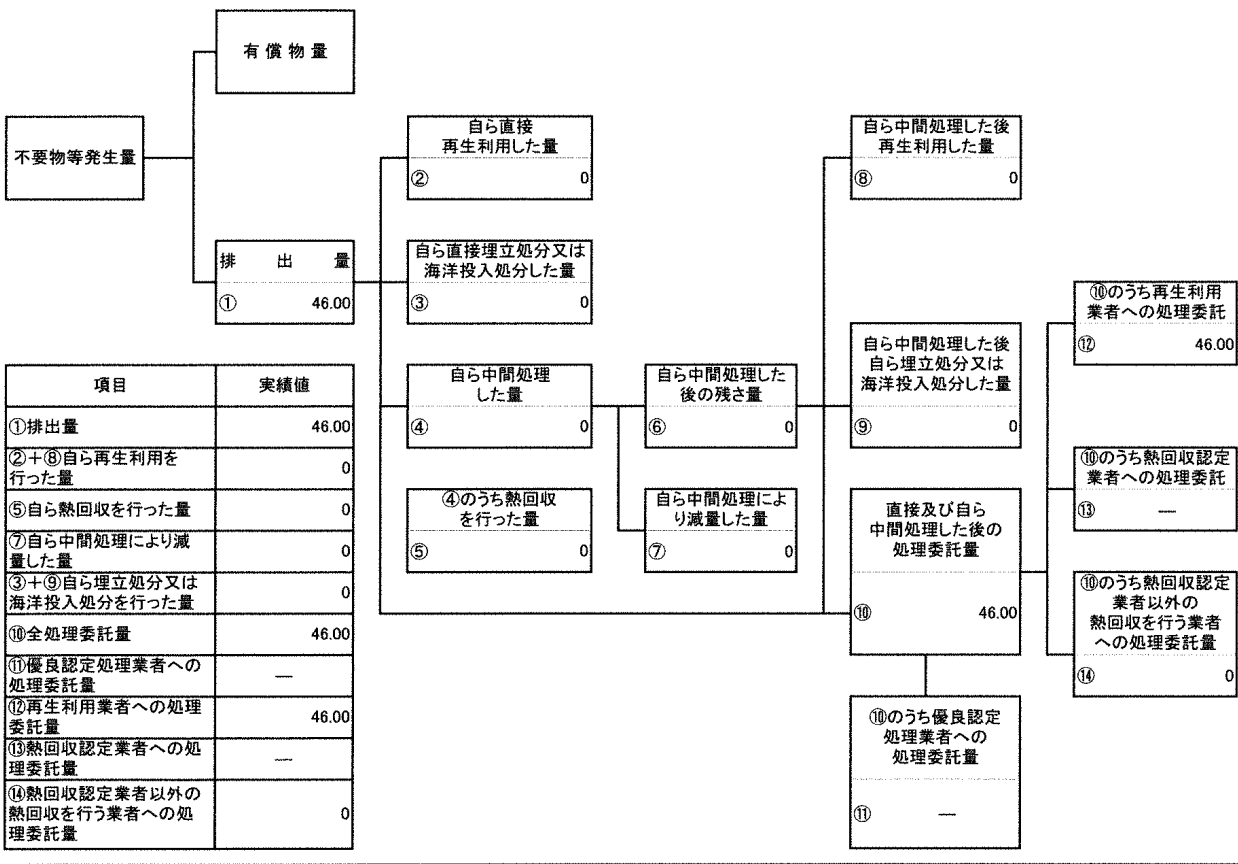 有 償 物 量
不要物等発生量
排 出 量
① 46.00
自ら直接
再生利用した量
② 0
自ら直接埋立処分又は
海洋投入処分した量
③ 0
自ら中間処理
した量
④ 0
④のうち熱回収
を行った量
⑤ 0
自ら中間処理した
後の残さ量
⑥ 0
自ら中間処理によ
り減量した量
⑦ 0
自ら中間処理した後
再生利用した量
⑧ 0
自ら中間処理した後
自ら埋立処分又は
海洋投入処分した量
⑨ 0
直接及び自ら
中間処理した後の
処理委託量
⑩ 46.00
⑩のうち優良認定
処理業者への
処理委託量
⑪ ―
⑩のうち再生利用
業者への処理委託
⑫ 46.00
⑩のうち熱回収認定
業者への処理委託
⑬ ―
⑩のうち熱回収認定
業者以外の
熱回収を行う業者
への処理委託量
⑭ 0
項目 実績値
①排出量 46.00
②+⑧自ら再生利用を
行った量 0
⑤自ら熱回収を行った量 0
⑦自ら中間処理により減
量した量 0
③+⑨自ら埋立処分又は
海洋投入処分を行った量 0
⑩全処理委託量 46.00
⑪優良認定処理業者への
処理委託量 ―
⑫再生利用業者への処理
委託量 46.00
⑬熱回収認定業者への処
理委託量 ―
⑭熱回収認定業者以外の
熱回収を行う業者への処
理委託量 0